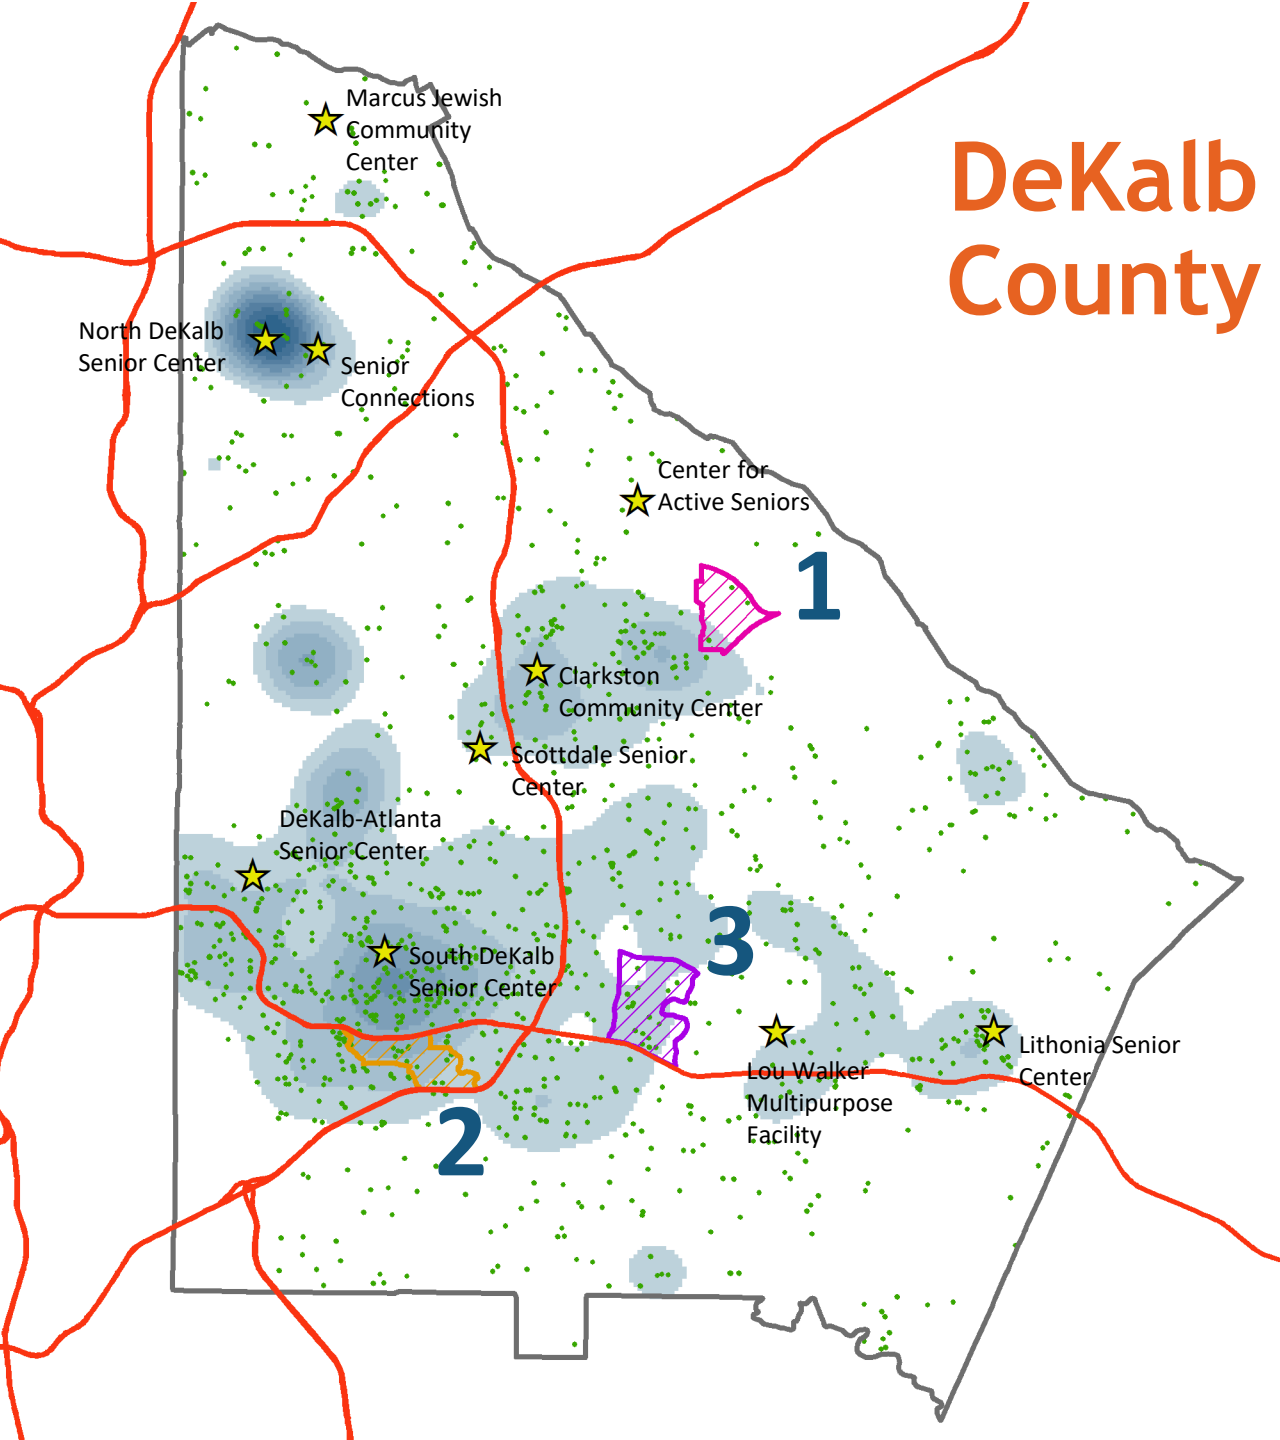 Marcus Jewish
Community
Center
DeKalb
County
North DeKalb
Senior Center
Senior
Connections
Center for
Active Seniors
1
Clarkston
Community Center
Scottdale Senior
Center
DeKalb-Atlanta
Senior Center
3
South DeKalb
Senior Center
Lithonia Senior
Center
Lou Walker
Multipurpose
Facility
2